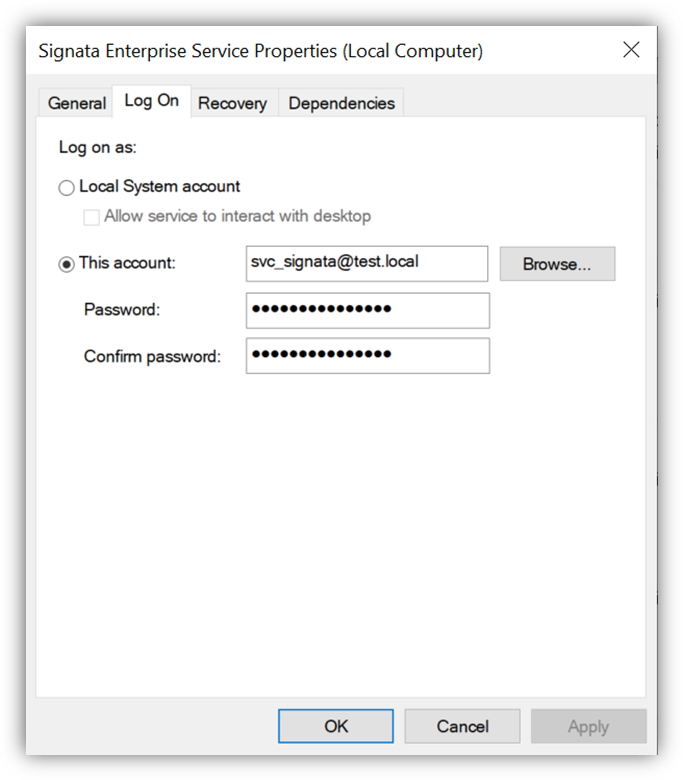 Signata Enterprise Service Properties (Local Computer)
General Log On Recovery Dependencies
Log on as:
Local System account
Allow service to interact with desktop
This account: svc_signata@test.local Browse...
Password: •••••••••••••••
Confirm password: •••••••••••••••
OK Cancel Apply